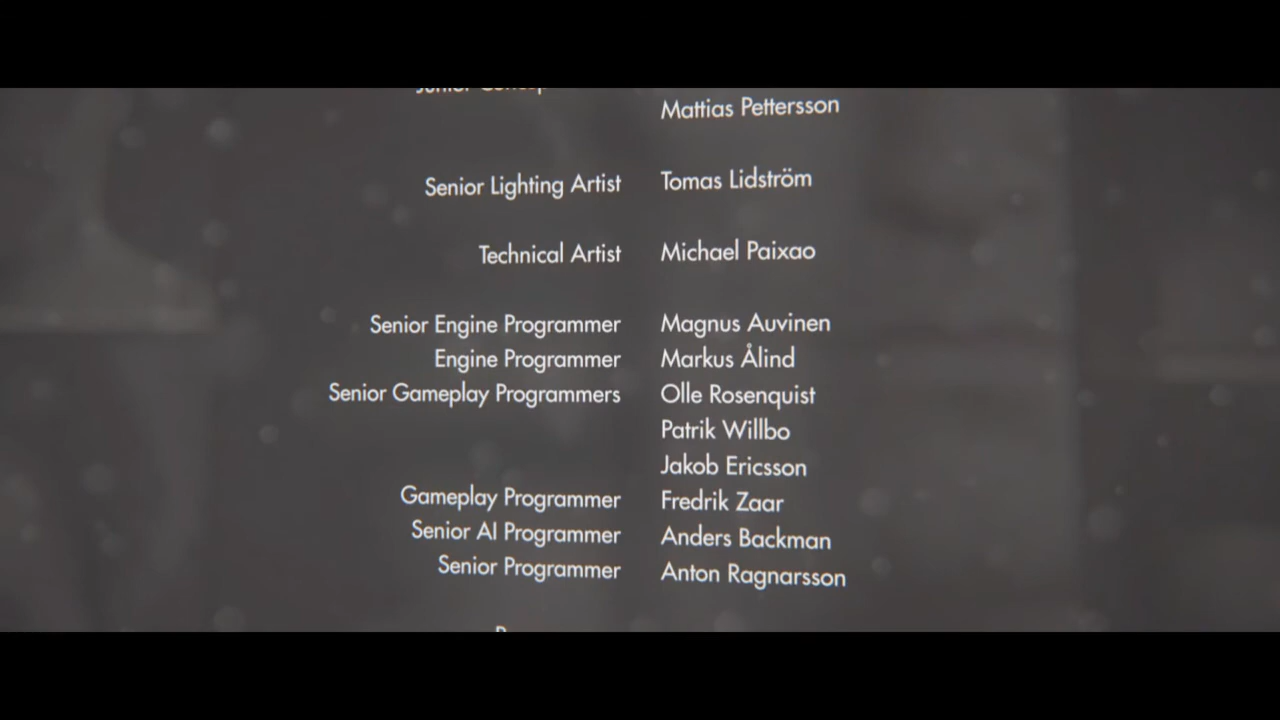 Junior Concep
Mattias Pettersson
Senior Lighting Artist Tomas Lidström
Technical Artist Michael Paixao
Senior Engine Programmer Magnus Auvinen
Engine Programmer Markus Ålind
Senior Gameplay Programmers Olle Rosenquist
Patrik Willbo
Jakob Ericsson
Gameplay Programmer Fredrik Zaar
Senior AI Programmer Anders Backman
Senior Programmer Anton Ragnarsson